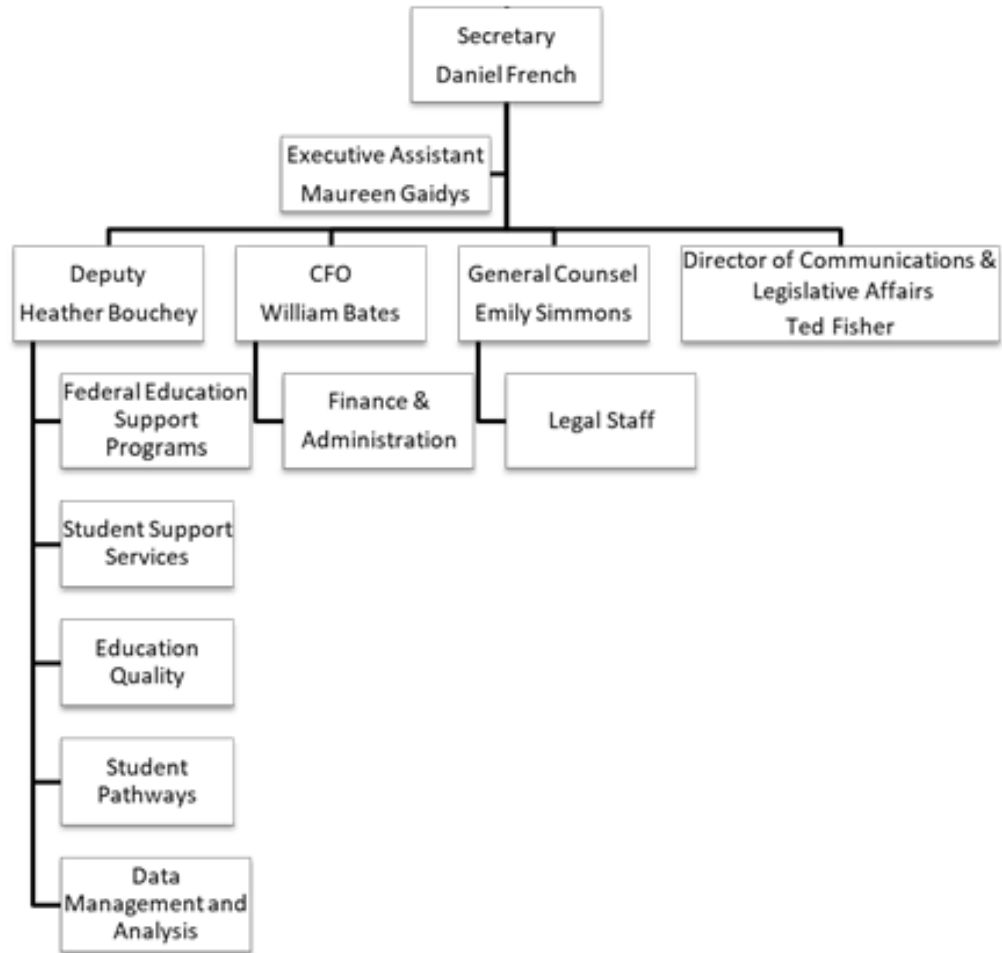 Secretary
Daniel French
Executive Assistant
Maureen Gaidys
Deputy
Heather Bouchey
CFO
William Bates
General Counsel
Emily Simmons
Director of Communications &
Legislative Affairs
Ted Fisher
Federal Education
Support
Programs
Finance &
Administration
Legal Staff
Student Support
Services
Education
Quality
Student
Pathways
Data
Management and
Analysis